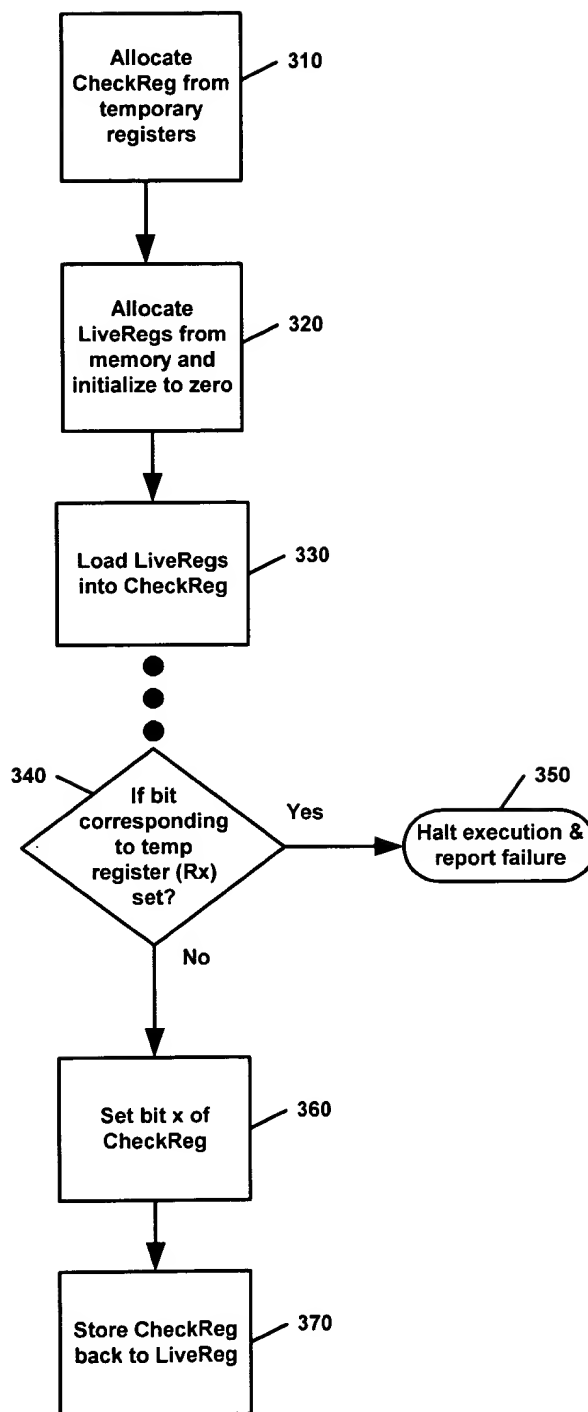 Allocate
CheckReg from
temporary
registers
310
Allocate
LiveRegs from
memory and
initialize to zero
320
Load LiveRegs
into CheckReg
330
340
If bit
corresponding
to temp
register (Rx)
set?
Yes
350
Halt execution &
report failure
No
Set bit x of
CheckReg
360
Store CheckReg
back to LiveReg
370